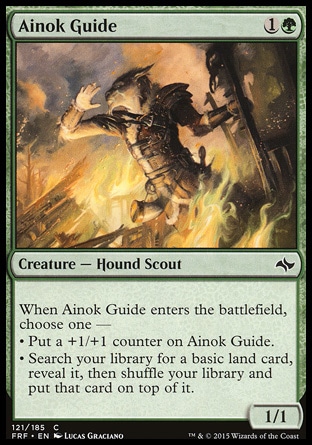 Ainok Guide 1
Creature — Hound Scout
When Ainok Guide enters the battlefield,
choose one —
• Put a +1/+1 counter on Ainok Guide.
• Search your library for a basic land card,
reveal it, then shuffle your library and
put that card on top of it.
1/1
121/185 C
FRF • EN Lucas Graciano
™ & © 2015 Wizards of the Coast